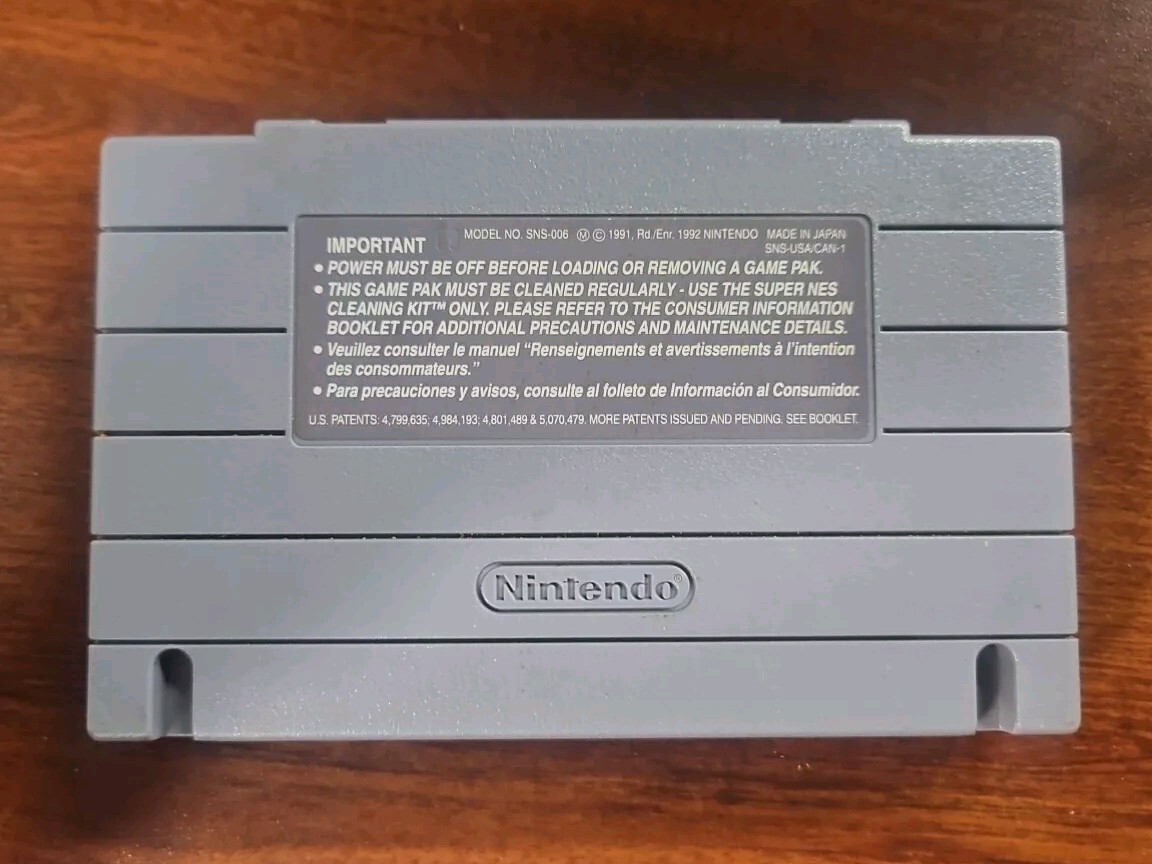 MODEL NO. SNS-006 Ⓜ © 1991, Rd./Enr. 1992 NINTENDO MADE IN JAPAN
IMPORTANT SNS-USA/CAN-1
• POWER MUST BE OFF BEFORE LOADING OR REMOVING A GAME PAK.
• THIS GAME PAK MUST BE CLEANED REGULARLY - USE THE SUPER NES
CLEANING KIT™ ONLY. PLEASE REFER TO THE CONSUMER INFORMATION
BOOKLET FOR ADDITIONAL PRECAUTIONS AND MAINTENANCE DETAILS.
• Veuillez consulter le manuel “Renseignements et avertissements à l'intention
des consommateurs.”
• Para precauciones y avisos, consulte al folleto de Información al Consumidor.
U.S. PATENTS: 4,799,635; 4,984,193; 4,801,489 & 5,070,479. MORE PATENTS ISSUED AND PENDING. SEE BOOKLET.
Nintendo®